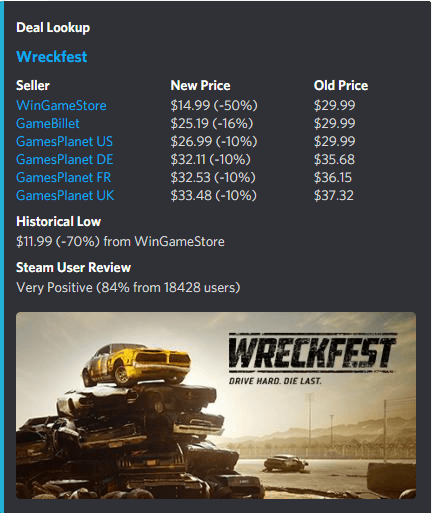 Deal Lookup
Wreckfest
Seller New Price Old Price
WinGameStore $14.99 (-50%) $29.99
GameBillet $25.19 (-16%) $29.99
GamesPlanet US $26.99 (-10%) $29.99
GamesPlanet DE $32.11 (-10%) $35.68
GamesPlanet FR $32.53 (-10%) $36.15
GamesPlanet UK $33.48 (-10%) $37.32
Historical Low
$11.99 (-70%) from WinGameStore
Steam User Review
Very Positive (84% from 18428 users)
WRECKFEST
DRIVE HARD. DIE LAST.